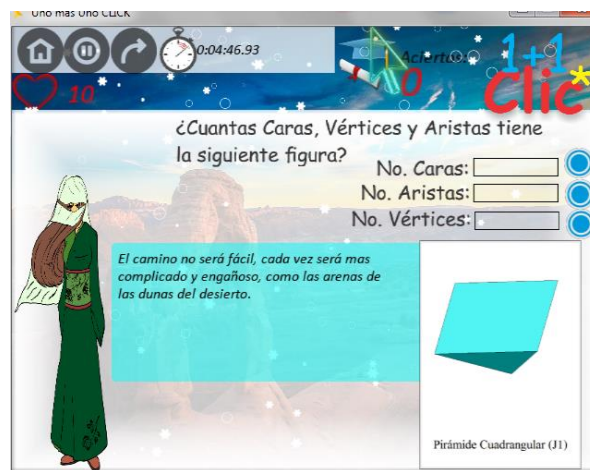 Uno mas Uno CLICK
0:04:46.93
Aciertos:
0
1+1
Clic*
10
¿Cuantas Caras, Vértices y Aristas tiene
la siguiente figura?
No. Caras:
No. Aristas:
No. Vértices:
El camino no será fácil, cada vez será mas
complicado y engañoso, como las arenas de
las dunas del desierto.
Pirámide Cuadrangular (J1)